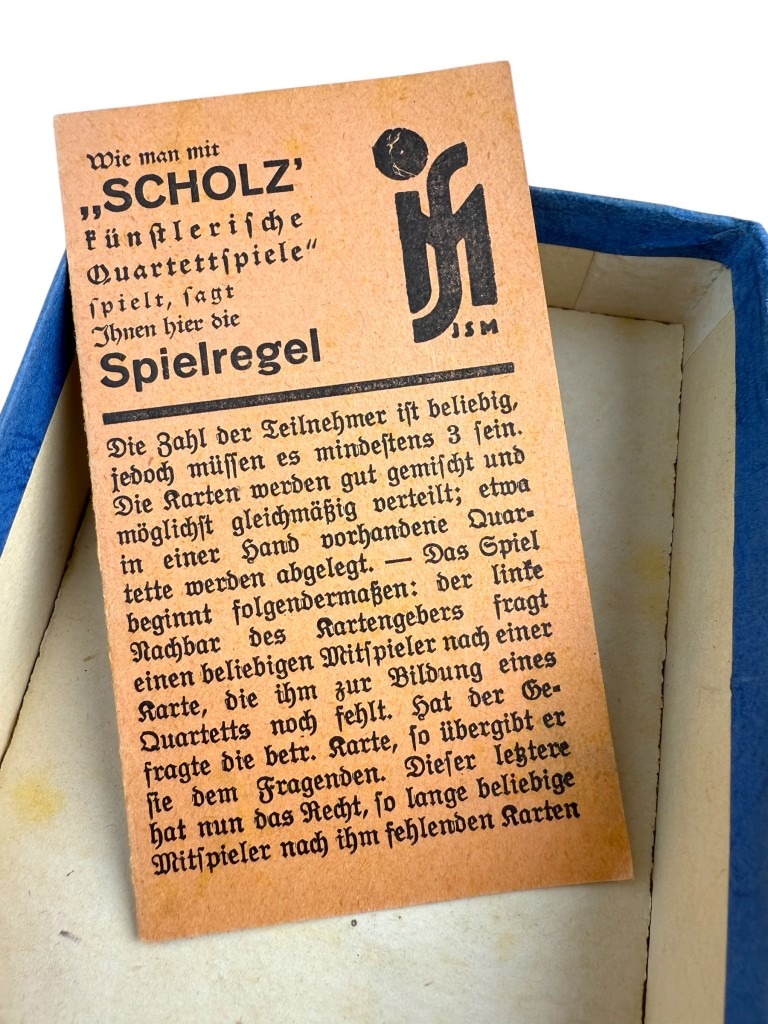 Wie man mit
„SCHOLZ’
künstlerische
Quartettspiele“
spielt, sagt
Ihnen hier die
Spielregel
JSM
Die Zahl der Teilnehmer ist beliebig,
jedoch müssen es mindestens 3 sein.
Die Karten werden gut gemischt und
möglichst gleichmäßig verteilt; etwa
in einer Hand vorhandene Quar-
tette werden abgelegt. — Das Spiel
beginnt folgendermaßen: der linke
Nachbar des Kartengebers fragt
einen beliebigen Mitspieler nach einer
Karte, die ihm zur Bildung eines
Quartetts noch fehlt. Hat der Ge-
fragte die betr. Karte, so übergibt er
sie dem Fragenden. Dieser letztere
hat nun das Recht, so lange beliebige
Mitspieler nach ihm fehlenden Karten